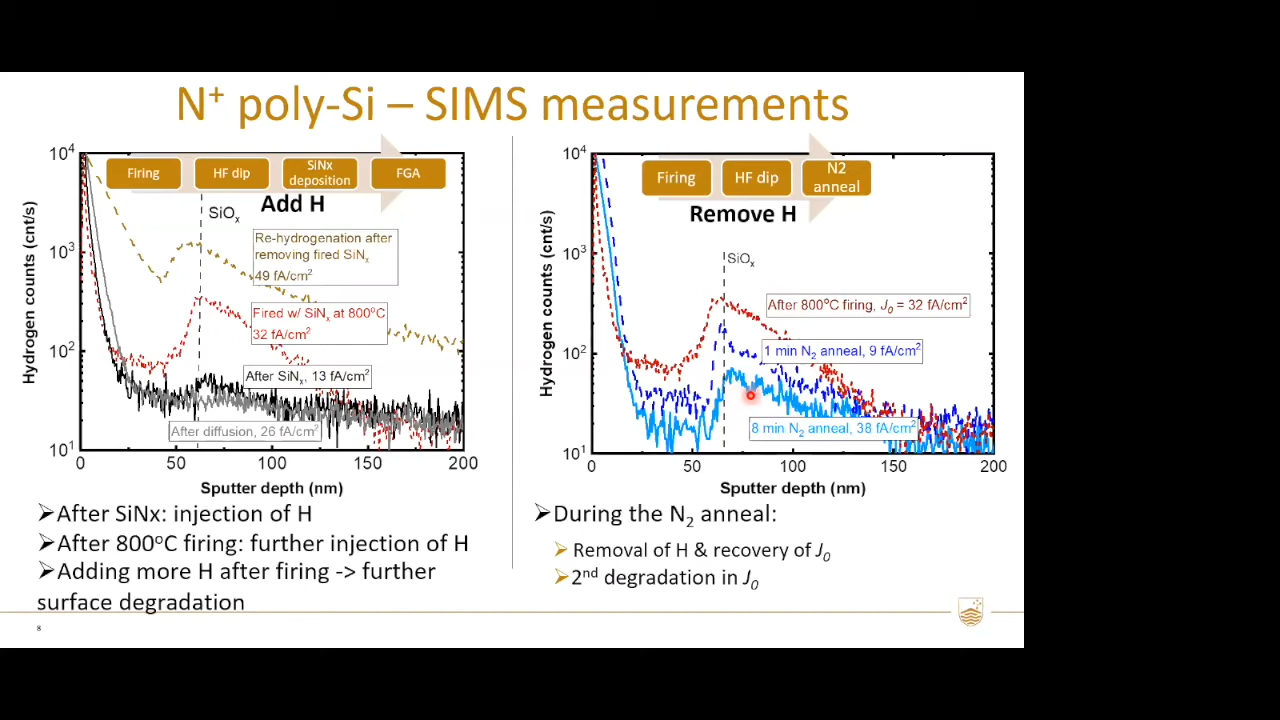 N⁺ poly-Si – SIMS measurements
Firing
HF dip
SiNx
deposition
FGA
Add H
SiOₓ
Re-hydrogenation after
removing fired SiNₓ
49 fA/cm²
Fired w/ SiNₓ at 800°C
32 fA/cm²
After SiNₓ, 13 fA/cm²
After diffusion, 26 fA/cm²
Hydrogen counts (cnt/s)
10⁴
10³
10²
10¹
0
50
100
150
200
Sputter depth (nm)
➢After SiNx: injection of H
➢After 800°C firing: further injection of H
➢Adding more H after firing -> further
surface degradation
Firing
HF dip
N2
anneal
Remove H
SiOₓ
After 800°C firing, J₀ = 32 fA/cm²
1 min N₂ anneal, 9 fA/cm²
8 min N₂ anneal, 38 fA/cm²
Hydrogen counts (cnt/s)
10⁴
10³
10²
10¹
0
50
100
150
200
Sputter depth (nm)
➢During the N₂ anneal:
➢Removal of H & recovery of J₀
➢2ⁿᵈ degradation in J₀
8